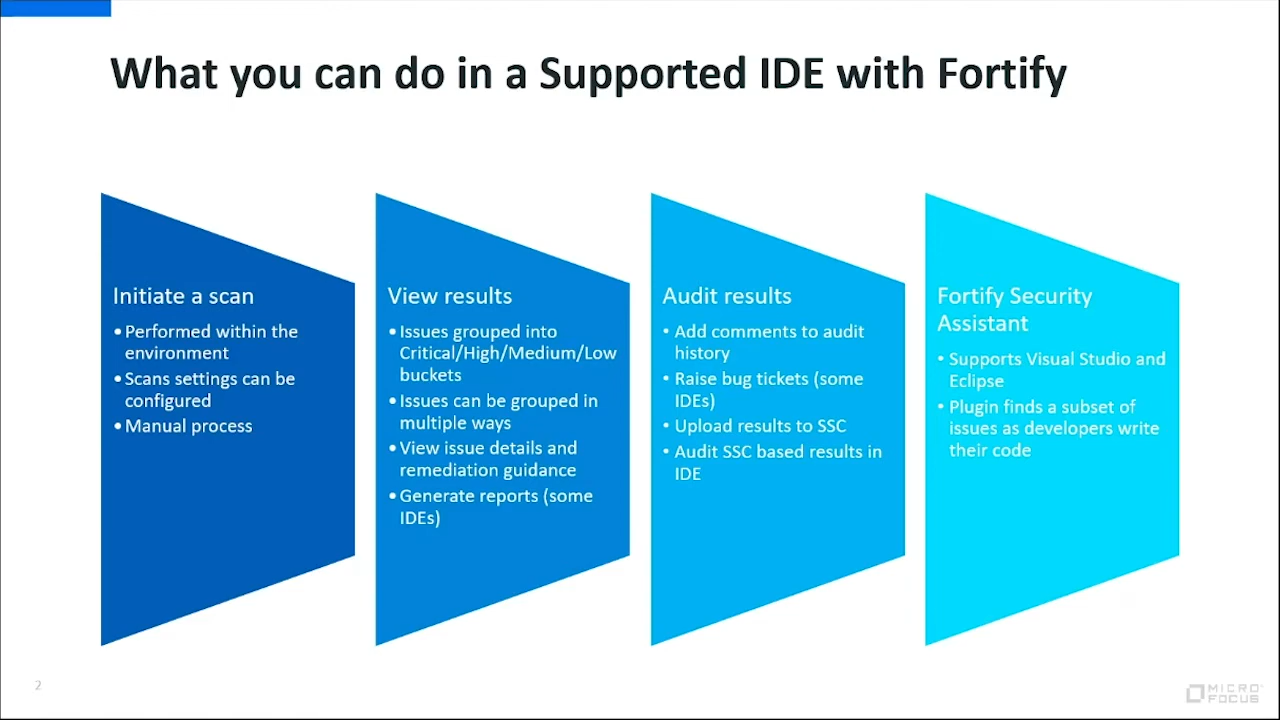 What you can do in a Supported IDE with Fortify
Initiate a scan
•Performed within the
environment
•Scans settings can be
configured
•Manual process
View results
•Issues grouped into
Critical/High/Medium/Low
buckets
•Issues can be grouped in
multiple ways
•View issue details and
remediation guidance
•Generate reports (some
IDEs)
Audit results
• Add comments to audit
history
• Raise bug tickets (some
IDEs)
• Upload results to SSC
• Audit SSC based results in
IDE
Fortify Security
Assistant
• Supports Visual Studio and
Eclipse
• Plugin finds a subset of
issues as developers write
their code
2
MICRO
FOCUS